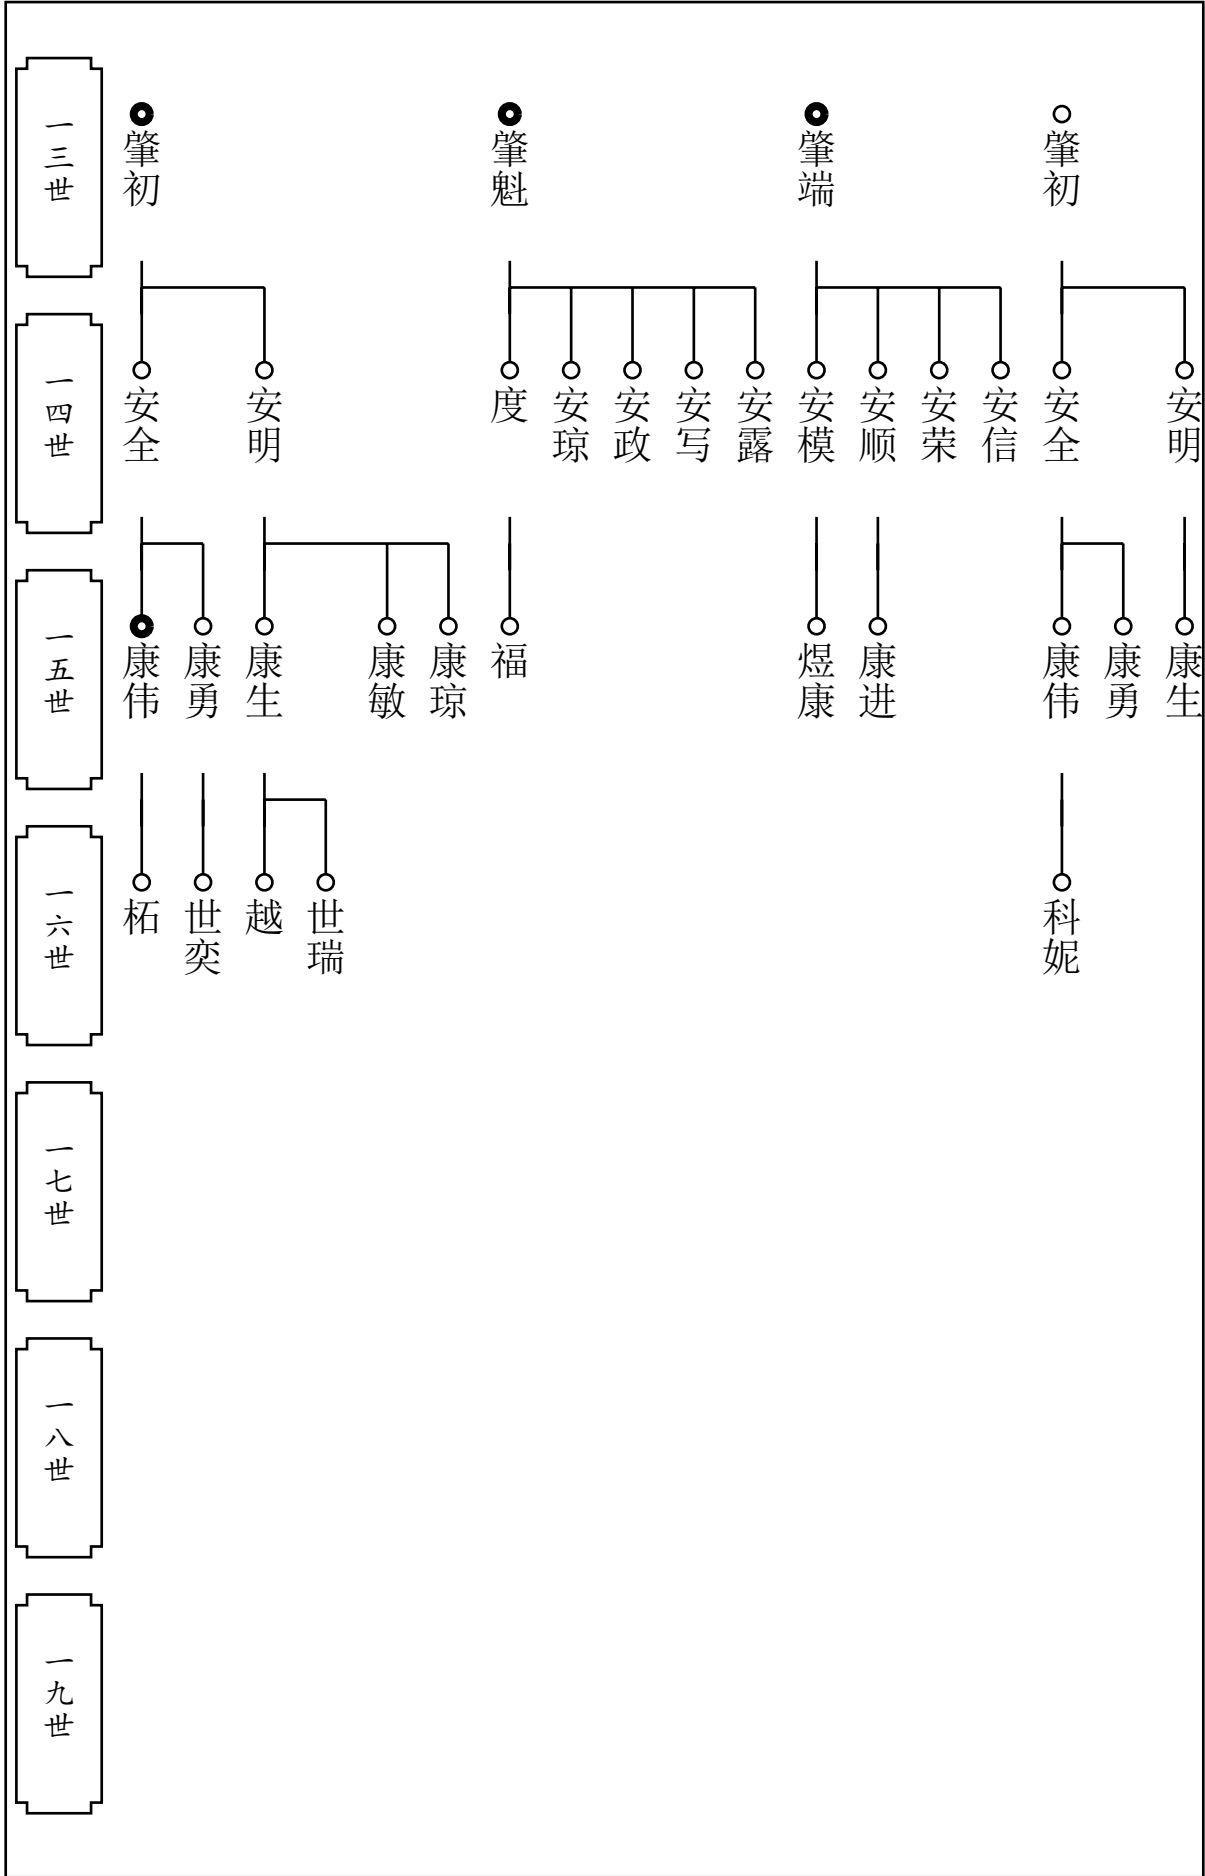 一三世
肇初
肇魁
肇端
肇初
一四世
安全
安明
度
安琼
安政
安写
安露
安模
安顺
安荣
安信
安全
安明
一五世
康伟
康勇
康生
康敏
康琼
福
煜康
康进
康伟
康勇
康生
一六世
柘
世奕
越
世瑞
科妮
一七世
一八世
一九世